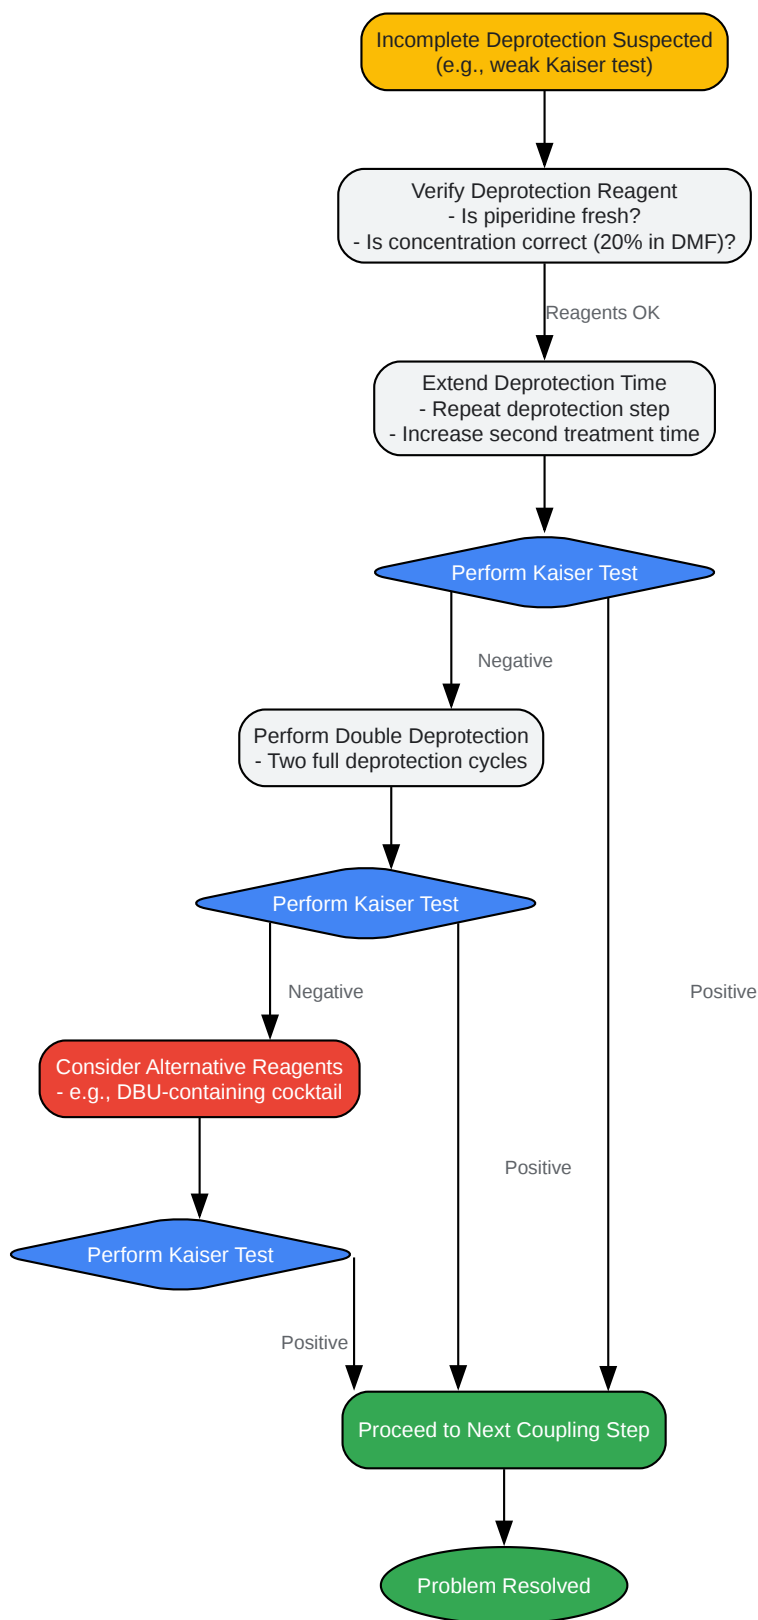 Incomplete Deprotection Suspected
(e.g., weak Kaiser test)
Verify Deprotection Reagent
- Is piperidine fresh?
- Is concentration correct (20% in DMF)?
Reagents OK
Extend Deprotection Time
- Repeat deprotection step
- Increase second treatment time
Perform Kaiser Test
Negative
Perform Double Deprotection
- Two full deprotection cycles
Perform Kaiser Test
Negative
Positive
Consider Alternative Reagents
- e.g., DBU-containing cocktail
Positive
Perform Kaiser Test
Positive
Proceed to Next Coupling Step
Problem Resolved